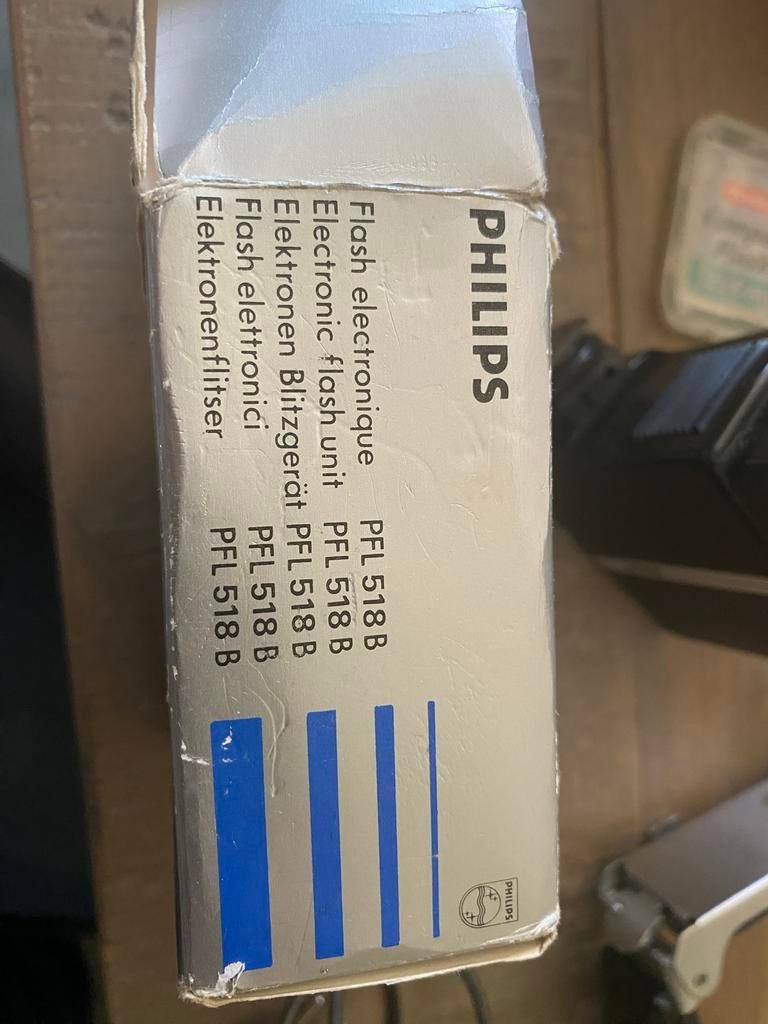 PHILIPS
Flash electronique PFL 518 B
Electronic flash unit PFL 518 B
Elektronen Blitzgerät PFL 518 B
Flash elettronici PFL 518 B
Elektronenflitser PFL 518 B
PHILIPS